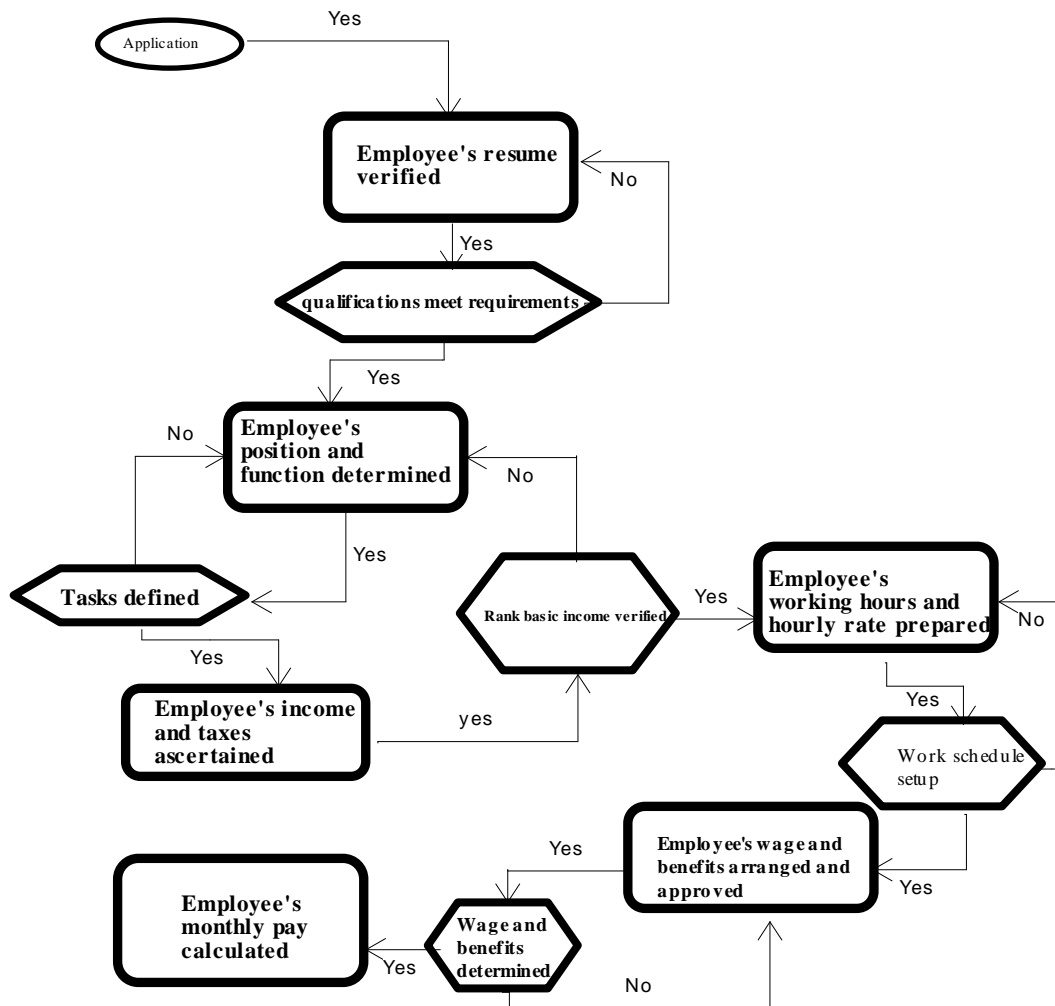 Yes
Application
Employee's resume
verified
No
Yes
qualifications meet requirements
Yes
Employee's
position and
function determined
No
No
Yes
Tasks defined
Yes
Employee's income
and taxes
ascertained
yes
Rank basic income verified
Yes
Employee's
working hours and
hourly rate prepared
No
Yes
Work schedule
setup
Yes
Employee's wage and
benefits arranged and
approved
Yes
Wage and
benefits
determined
No
Yes
Employee's
monthly pay
calculated